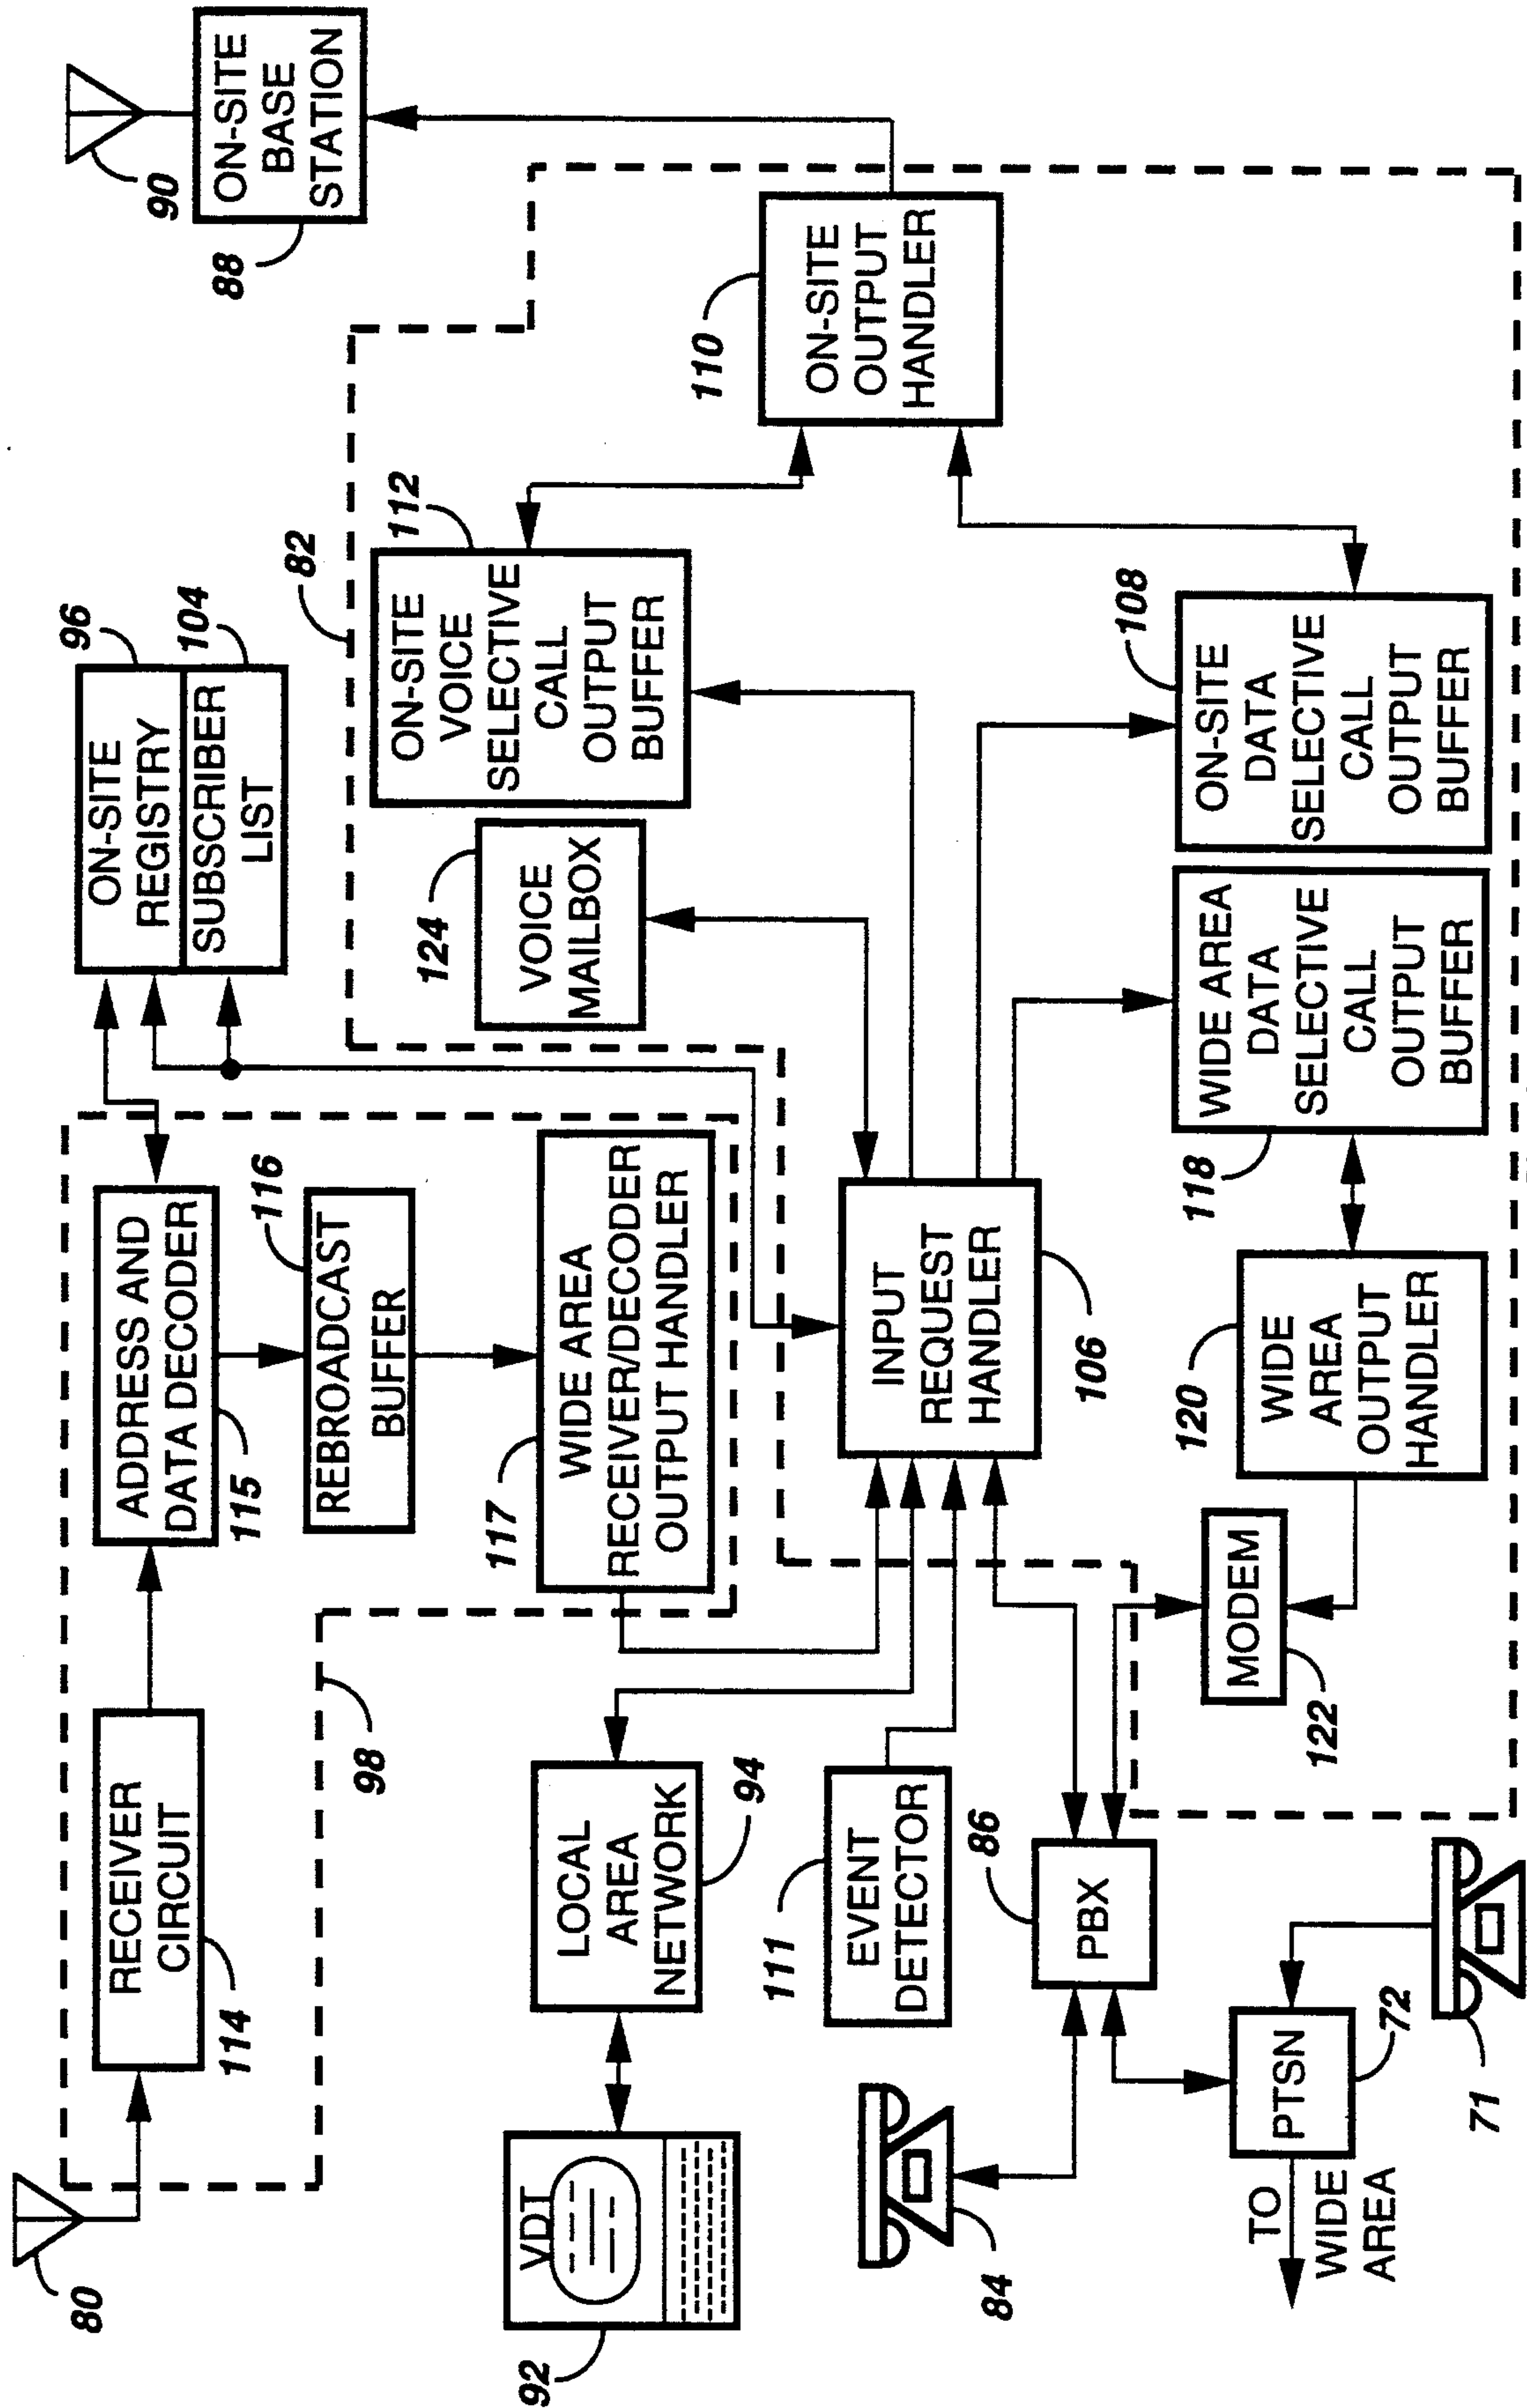 80
RECEIVER
CIRCUIT
114
ADDRESS AND
DATA DECODER
115
REBROADCAST
BUFFER
116
WIDE AREA
RECEIVER/DECODER
OUTPUT HANDLER
117
98
ON-SITE
REGISTRY
96
SUBSCRIBER
LIST
104
82
90
ON-SITE
BASE
STATION
88
VDT
92
LOCAL
AREA
NETWORK
94
EVENT
DETECTOR
111
84
PBX
86
PTSN
72
TO
WIDE
AREA
71
INPUT
REQUEST
HANDLER
106
VOICE
MAILBOX
124
ON-SITE
VOICE
SELECTIVE
CALL
OUTPUT
BUFFER
112
ON-SITE
OUTPUT
HANDLER
110
MODEM
122
WIDE
AREA
OUTPUT
HANDLER
120
WIDE AREA
DATA
SELECTIVE
CALL
OUTPUT
BUFFER
118
ON-SITE
DATA
SELECTIVE
CALL
OUTPUT
BUFFER
108